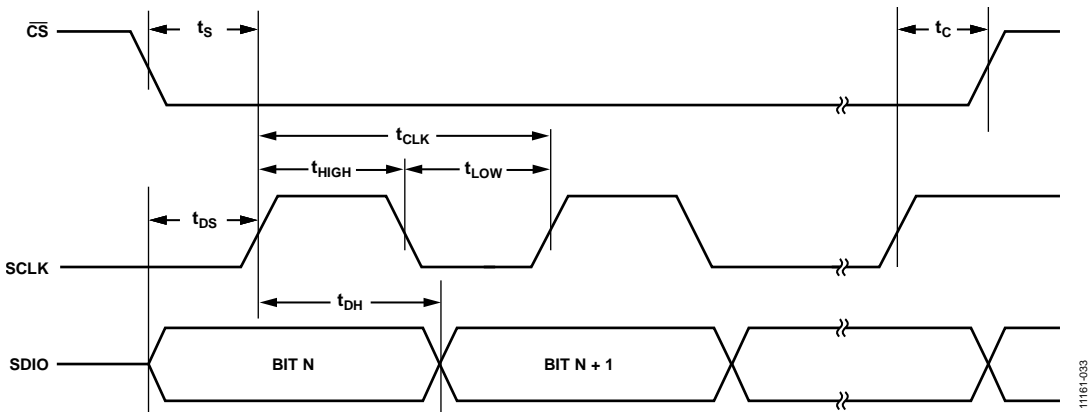 CS
tS
tC
tCLK
tHIGH
tLOW
tDS
SCLK
tDH
SDIO
BIT N
BIT N + 1
11161-033